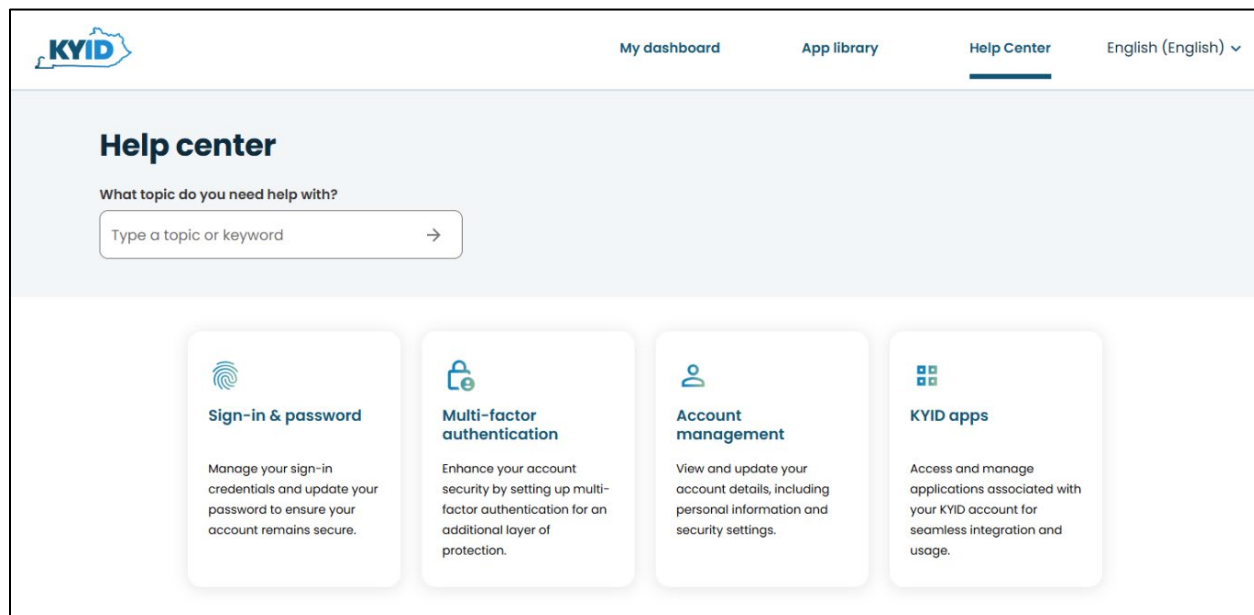 KYID
My dashboard
App library
Help Center
English (English)
Help center
What topic do you need help with?
Type a topic or keyword
Sign-in & password
Manage your sign-in
credentials and update your
password to ensure your
account remains secure.
Multi-factor
authentication
Enhance your account
security by setting up multi-
factor authentication for an
additional layer of
protection.
Account
management
View and update your
account details, including
personal information and
security settings.
KYID apps
Access and manage
applications associated with
your KYID account for
seamless integration and
usage.